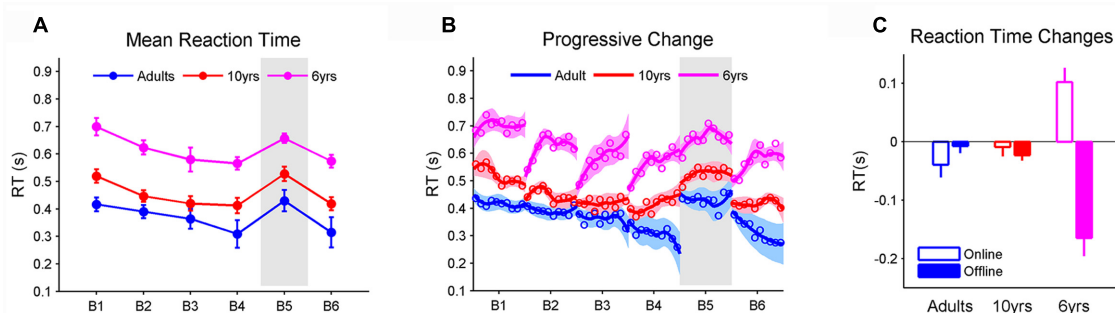 A
Mean Reaction Time
Adults 10yrs 6yrs
RT (s)
0.9
0.8
0.7
0.6
0.5
0.4
0.3
0.2
0.1
B1 B2 B3 B4 B5 B6
B
Progressive Change
Adult 10yrs 6yrs
RT (s)
0.9
0.8
0.7
0.6
0.5
0.4
0.3
0.2
0.1
B1 B2 B3 B4 B5 B6
C
Reaction Time Changes
RT(s)
0.1
0
-0.1
-0.2
Online
Offline
Adults 10yrs 6yrs